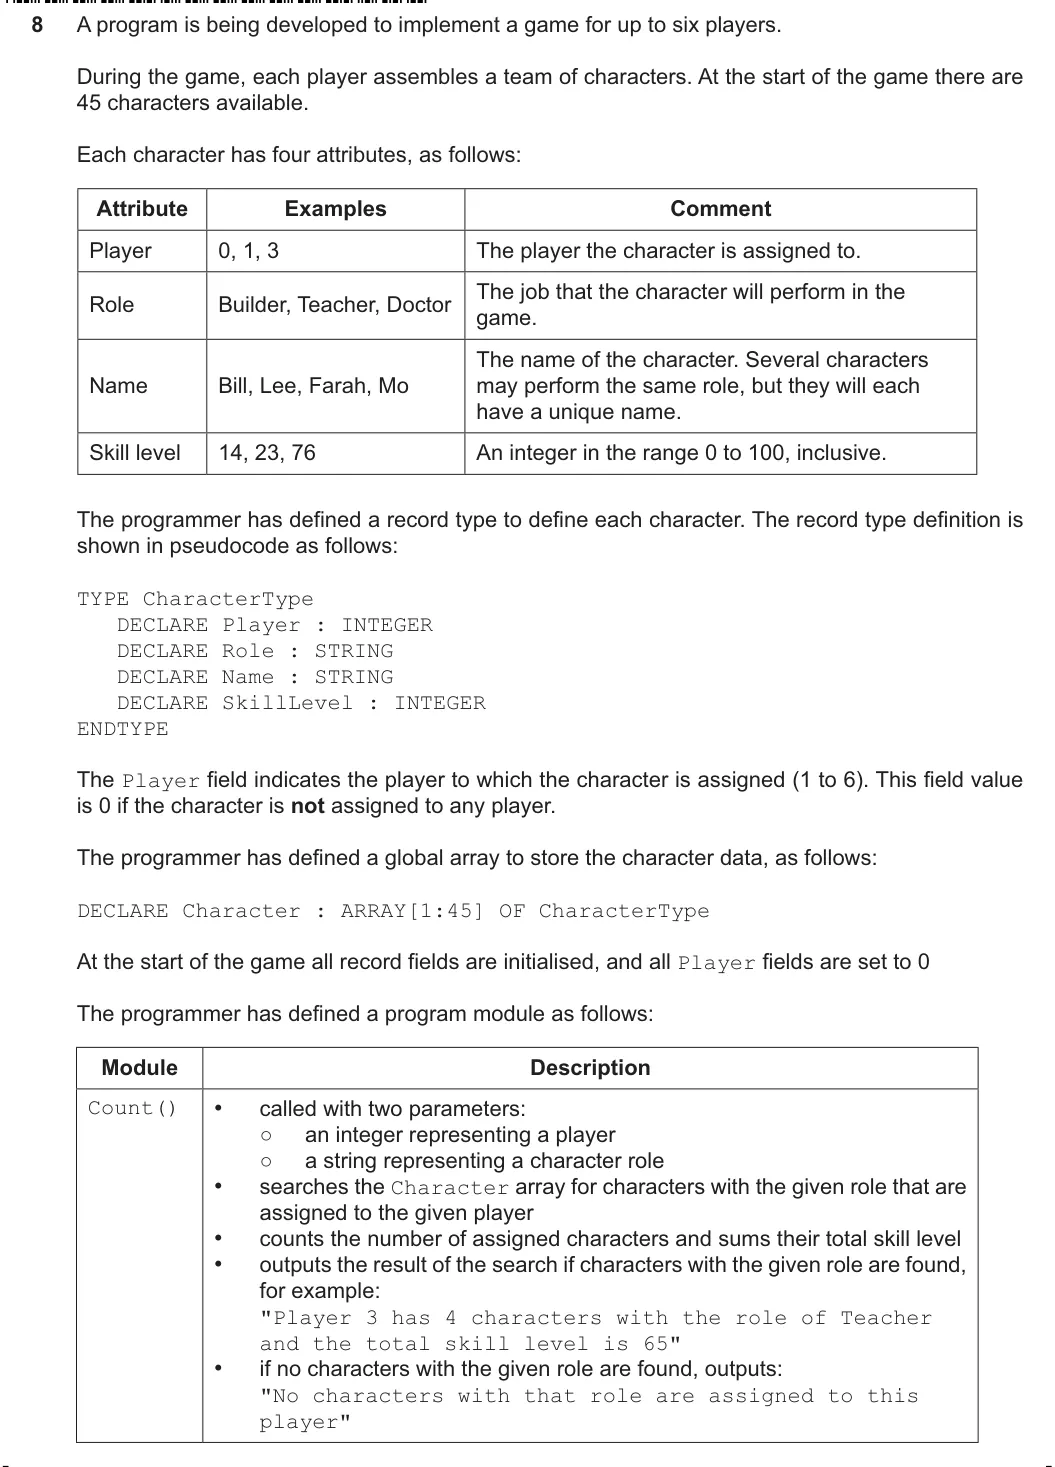 8 A program is being developed to implement a game for up to six players.
During the game, each player assembles a team of characters. At the start of the game there are
45 characters available.
Each character has four attributes, as follows:
Attribute Examples Comment
Player 0, 1, 3 The player the character is assigned to.
Role Builder, Teacher, Doctor The job that the character will perform in the
game.
Name Bill, Lee, Farah, Mo The name of the character. Several characters
may perform the same role, but they will each
have a unique name.
Skill level 14, 23, 76 An integer in the range 0 to 100, inclusive.
The programmer has defined a record type to define each character. The record type definition is
shown in pseudocode as follows:
TYPE CharacterType
DECLARE Player : INTEGER
DECLARE Role : STRING
DECLARE Name : STRING
DECLARE SkillLevel : INTEGER
ENDTYPE
The Player field indicates the player to which the character is assigned (1 to 6). This field value
is 0 if the character is not assigned to any player.
The programmer has defined a global array to store the character data, as follows:
DECLARE Character : ARRAY[1:45] OF CharacterType
At the start of the game all record fields are initialised, and all Player fields are set to 0
The programmer has defined a program module as follows:
Module Description
Count() • called with two parameters:
○ an integer representing a player
○ a string representing a character role
• searches the Character array for characters with the given role that are
assigned to the given player
• counts the number of assigned characters and sums their total skill level
• outputs the result of the search if characters with the given role are found,
for example:
"Player 3 has 4 characters with the role of Teacher
and the total skill level is 65"
• if no characters with the given role are found, outputs:
"No characters with that role are assigned to this
player"